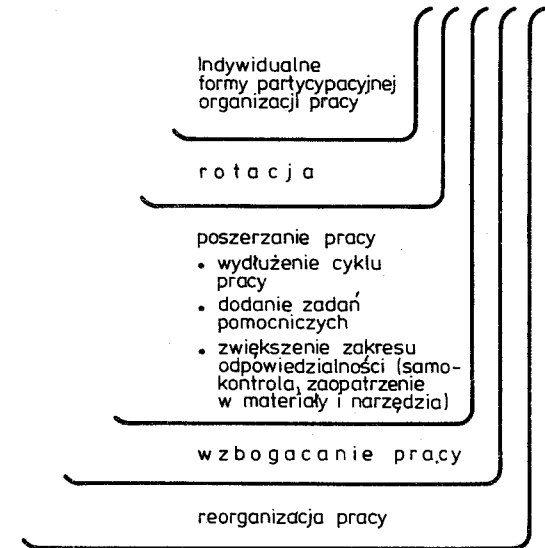 Indywidualne
formy partycypacyjnej
organizacji pracy
rotacja
poszerzanie pracy
• wydłużenie cyklu
pracy
• dodanie zadań
pomocniczych
• zwiększenie zakresu
odpowiedzialności (samo-
kontrola, zaopatrzenie
w materiały i narzędzia)
wzbogacanie pracy
reorganizacja pracy